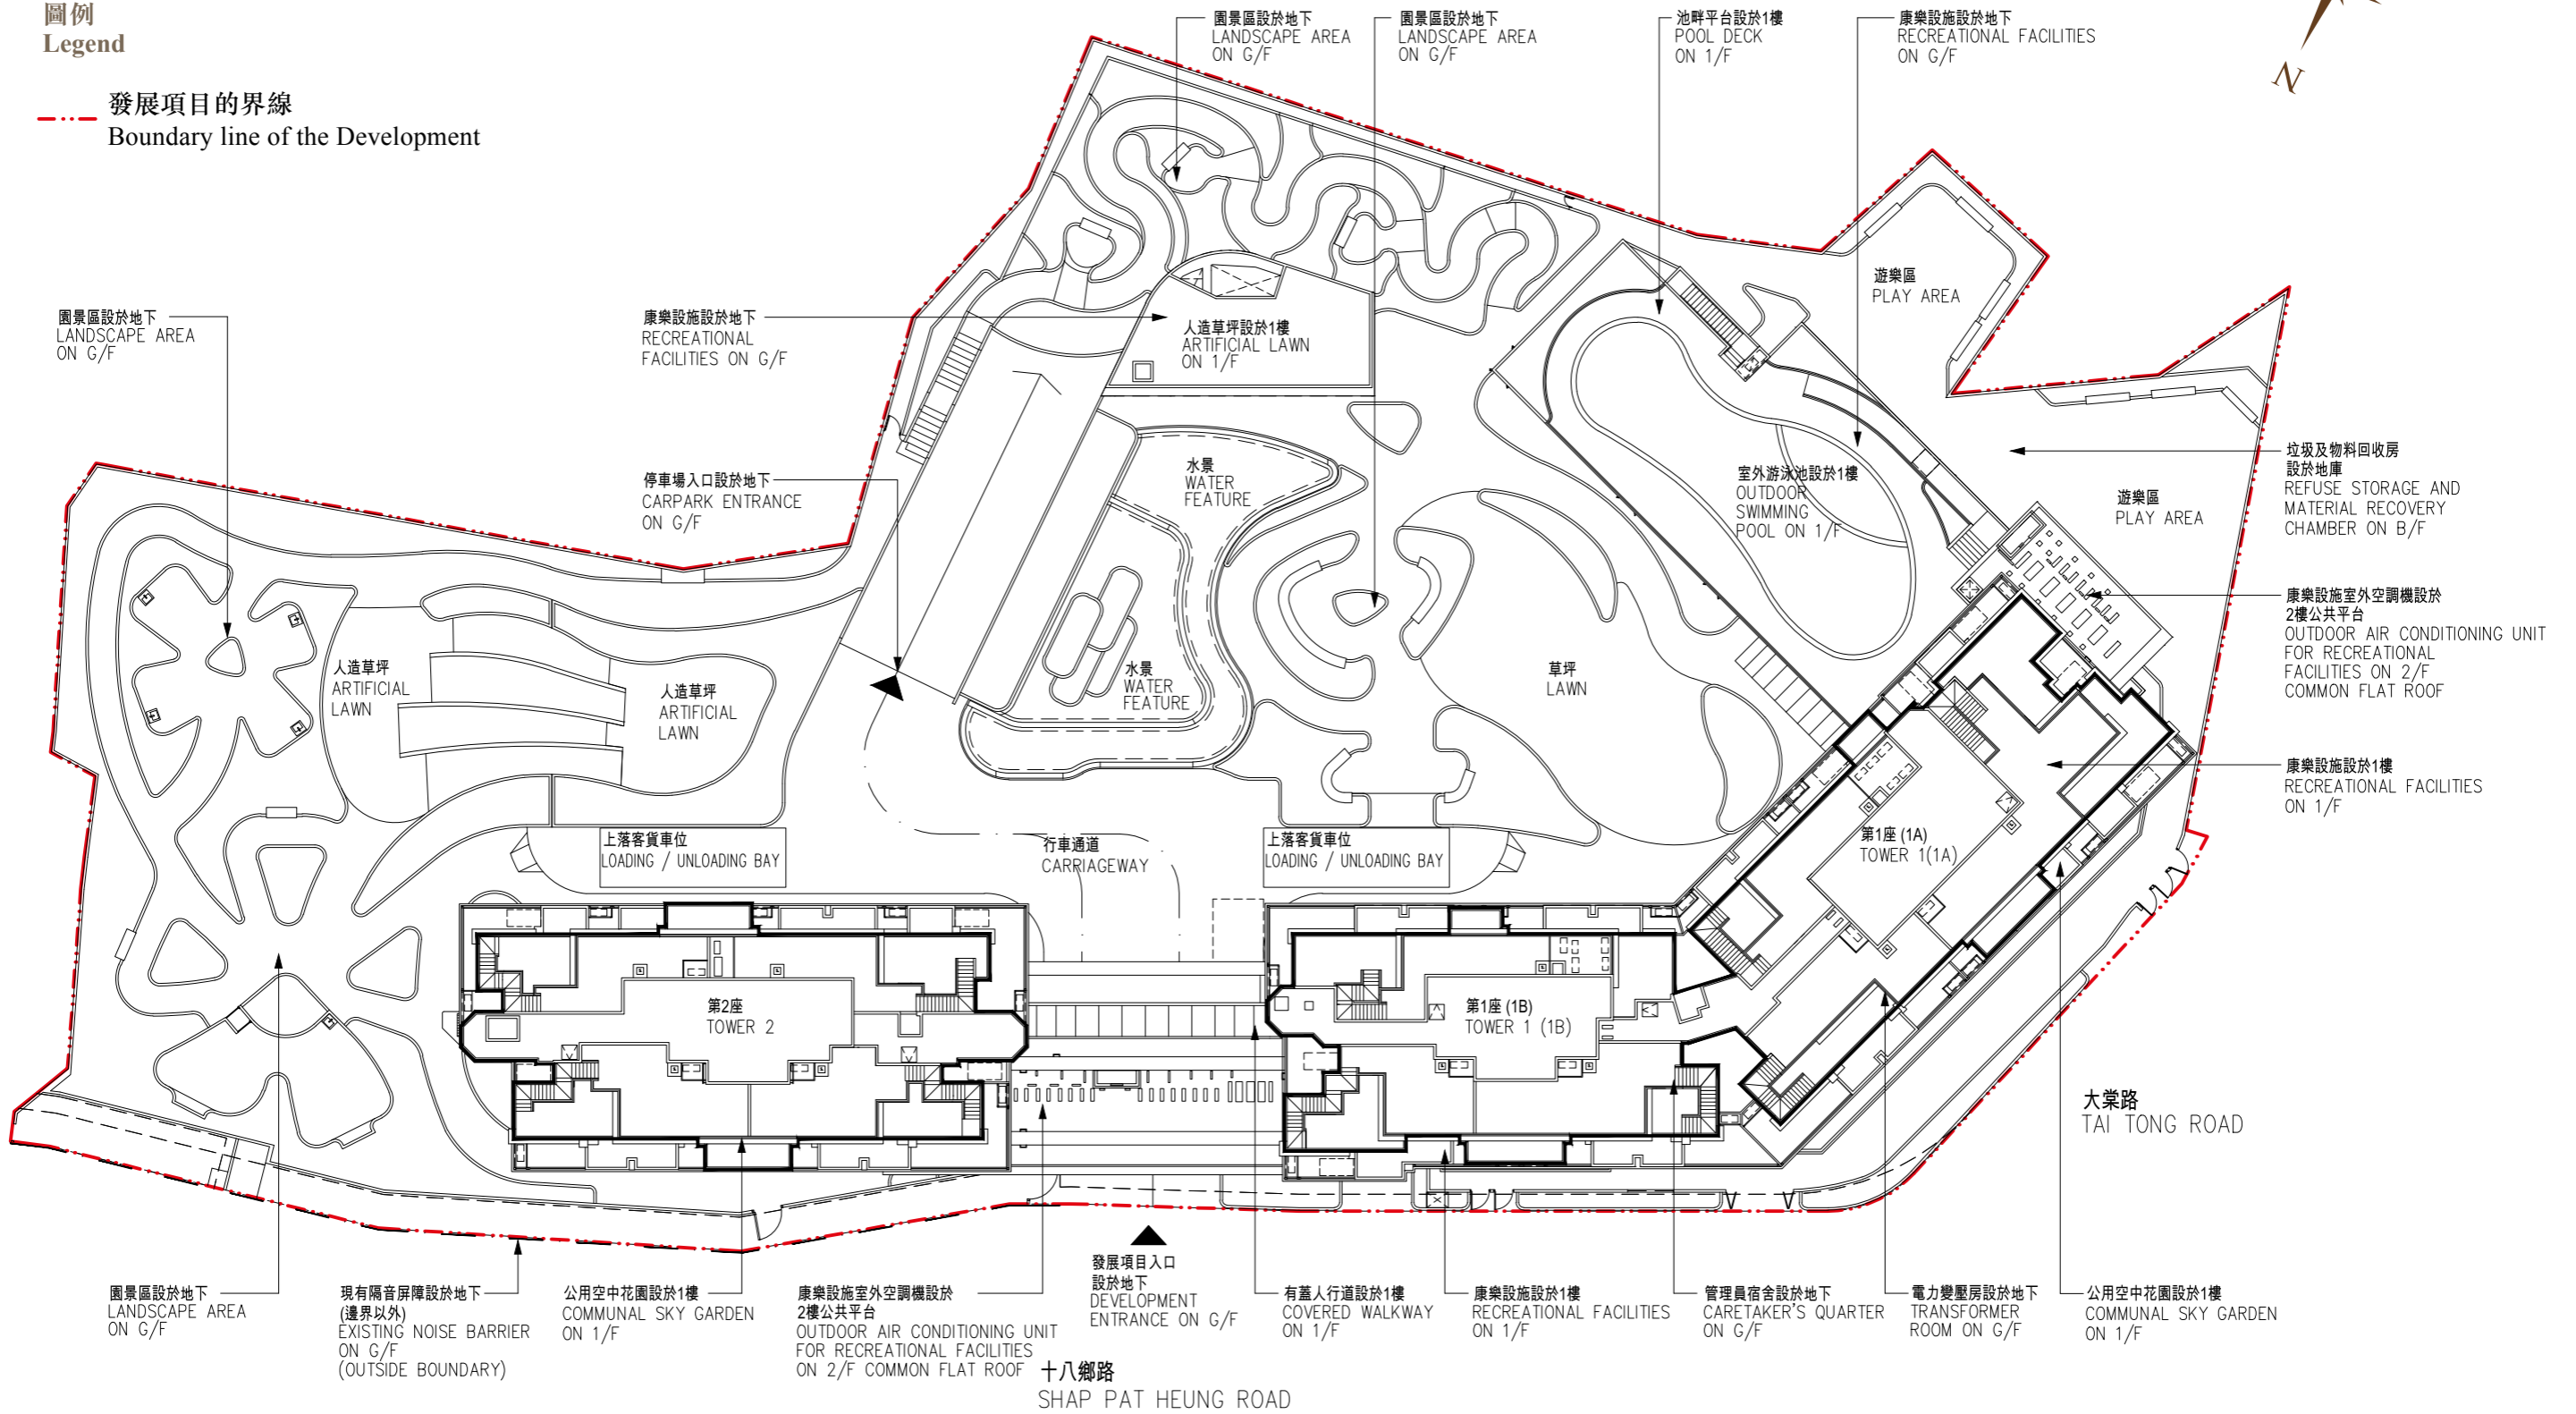 圖例
Legend
發展項目的界線
Boundary line of the Development
園景區設於地下
LANDSCAPE AREA
ON G/F
園景區設於地下
LANDSCAPE AREA
ON G/F
池畔平台設於1樓
POOL DECK
ON 1/F
康樂設施設於地下
RECREATIONAL FACILITIES
ON G/F
N
園景區設於地下
LANDSCAPE AREA
ON G/F
康樂設施設於地下
RECREATIONAL
FACILITIES ON G/F
人造草坪設於1樓
ARTIFICIAL LAWN
ON 1/F
遊樂區
PLAY AREA
停車場入口設於地下
CARPARK ENTRANCE
ON G/F
水景
WATER
FEATURE
室外游泳池設於1樓
OUTDOOR
SWIMMING
POOL ON 1/F
遊樂區
PLAY AREA
垃圾及物料回收房
設於地庫
REFUSE STORAGE AND
MATERIAL RECOVERY
CHAMBER ON B/F
康樂設施室外空調機設於
2樓公共平台
OUTDOOR AIR CONDITIONING UNIT
FOR RECREATIONAL
FACILITIES ON 2/F
COMMON FLAT ROOF
人造草坪
ARTIFICIAL
LAWN
人造草坪
ARTIFICIAL
LAWN
水景
WATER
FEATURE
草坪
LAWN
康樂設施設於1樓
RECREATIONAL FACILITIES
ON 1/F
上落客貨車位
LOADING / UNLOADING BAY
行車通道
CARRIAGEWAY
上落客貨車位
LOADING / UNLOADING BAY
第1座 (1A)
TOWER 1(1A)
第2座
TOWER 2
第1座 (1B)
TOWER 1 (1B)
大棠路
TAI TONG ROAD
園景區設於地下
LANDSCAPE AREA
ON G/F
現有隔音屏障設於地下
(邊界以外)
EXISTING NOISE BARRIER
ON G/F
(OUTSIDE BOUNDARY)
公用空中花園設於1樓
COMMUNAL SKY GARDEN
ON 1/F
康樂設施室外空調機設於
2樓公共平台
OUTDOOR AIR CONDITIONING UNIT
FOR RECREATIONAL FACILITIES
ON 2/F COMMON FLAT ROOF
發展項目入口
設於地下
DEVELOPMENT
ENTRANCE ON G/F
有蓋人行道設於1樓
COVERED WALKWAY
ON 1/F
康樂設施設於1樓
RECREATIONAL FACILITIES
ON 1/F
管理員宿舍設於地下
CARETAKER'S QUARTER
ON G/F
電力變壓房設於地下
TRANSFORMER
ROOM ON G/F
公用空中花園設於1樓
COMMUNAL SKY GARDEN
ON 1/F
十八鄉路
SHAP PAT HEUNG ROAD